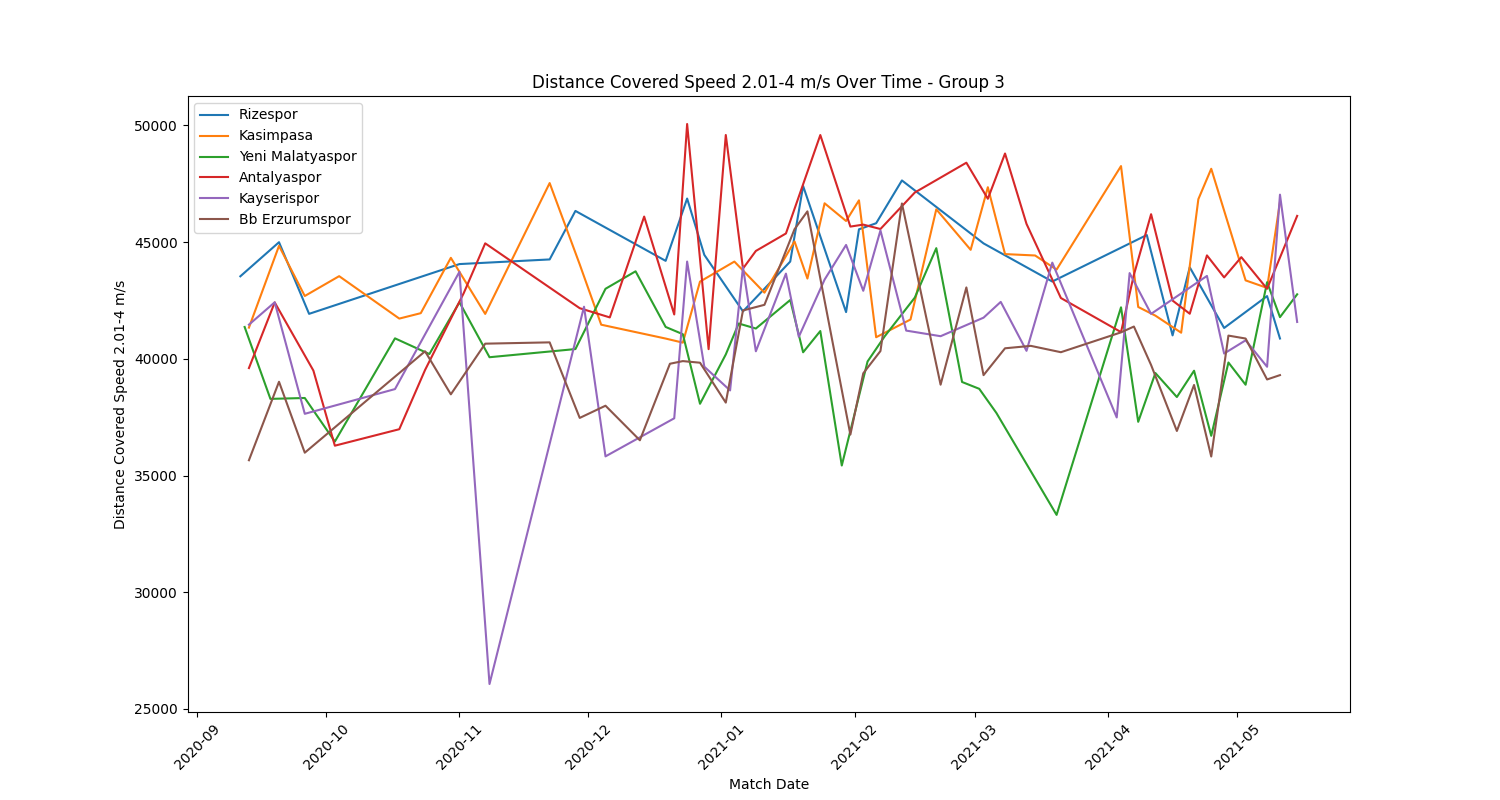 Distance Covered Speed 2.01-4 m/s Over Time - Group 3
Rizespor
Kasimpasa
Yeni Malatyaspor
Antalyaspor
Kayserispor
Bb Erzurumspor
Distance Covered Speed 2.01-4 m/s
50000
45000
40000
35000
30000
25000
2020-09
2020-10
2020-11
2020-12
2021-01
2021-02
2021-03
2021-04
2021-05
Match Date